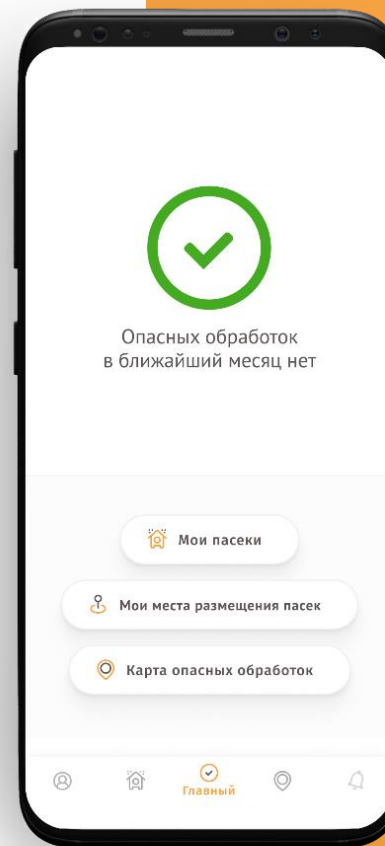 Опасных обработок
в ближайший месяц нет
Мои пасеки
Мои места размещения пасек
Карта опасных обработок
Главный